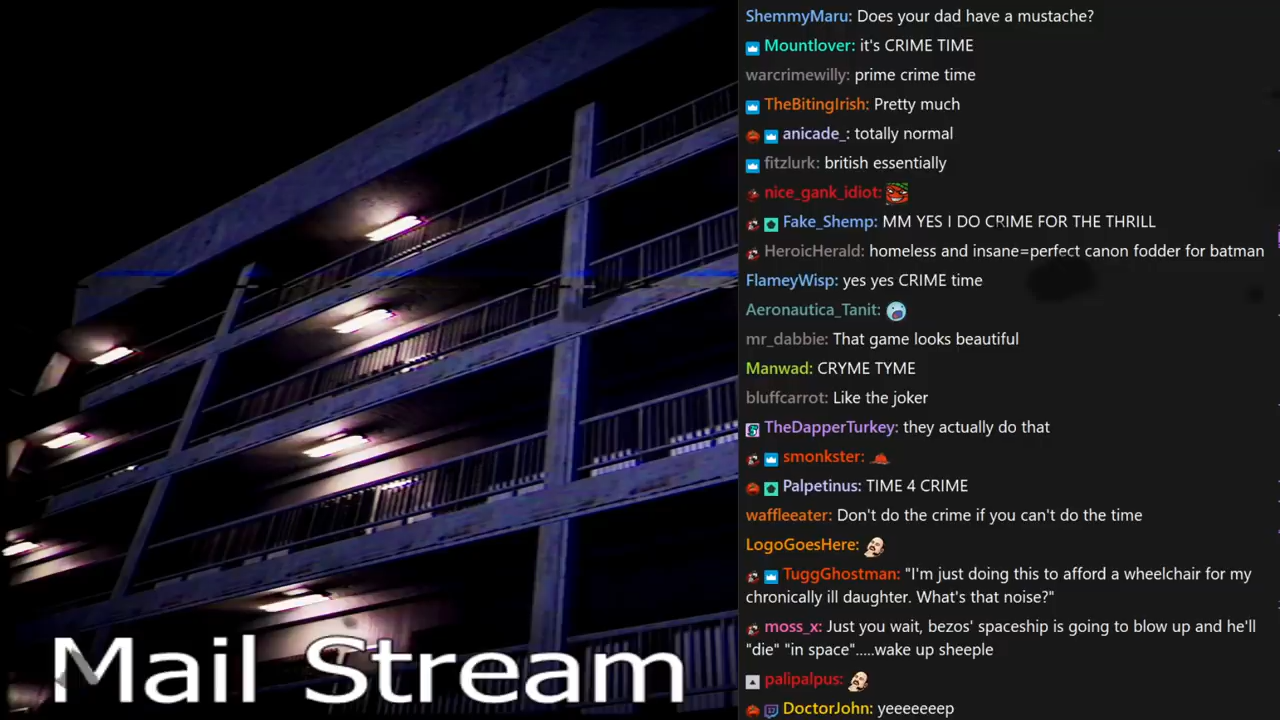 ShemmyMaru: Does your dad have a mustache?
Mountlover: it's CRIME TIME
warcrimewilly: prime crime time
TheBitingIrish: Pretty much
anicade_: totally normal
fitzlurk: british essentially
nice_gank_idiot:
Fake_Shemp: MM YES I DO CRIME FOR THE THRILL
HeroicHerald: homeless and insane=perfect canon fodder for batman
FlameyWisp: yes yes CRIME time
Aeronautica_Tanit:
mr_dabbie: That game looks beautiful
Manwad: CRYME TYME
bluffcarrot: Like the joker
TheDapperTurkey: they actually do that
smonkster:
Palpetinus: TIME 4 CRIME
waffleeater: Don't do the crime if you can't do the time
LogoGoesHere:
TuggGhostman: "I'm just doing this to afford a wheelchair for my
chronically ill daughter. What's that noise?"
moss_x: Just you wait, bezos' spaceship is going to blow up and he'll
"die" "in space".....wake up sheeple
palipalpus:
DoctorJohn: yeeeeeeep
Mail Stream